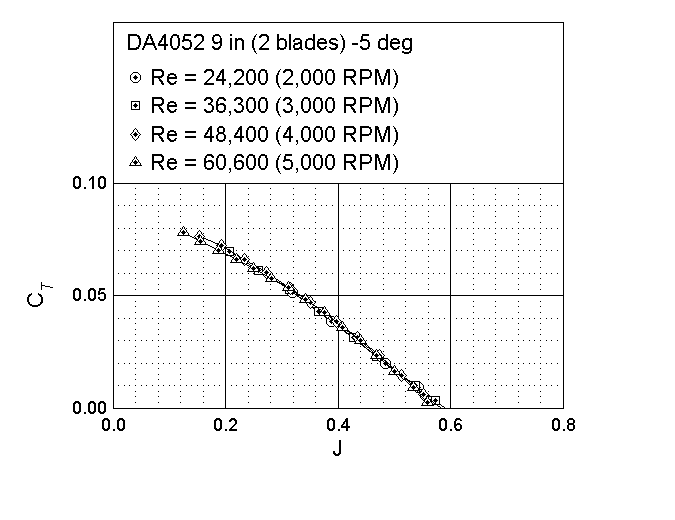 DA4052 9 in (2 blades) -5 deg
Re = 24,200 (2,000 RPM)
Re = 36,300 (3,000 RPM)
Re = 48,400 (4,000 RPM)
Re = 60,600 (5,000 RPM)
0.10
0.05
0.00
C_T
0.0 0.2 0.4 0.6 0.8
J